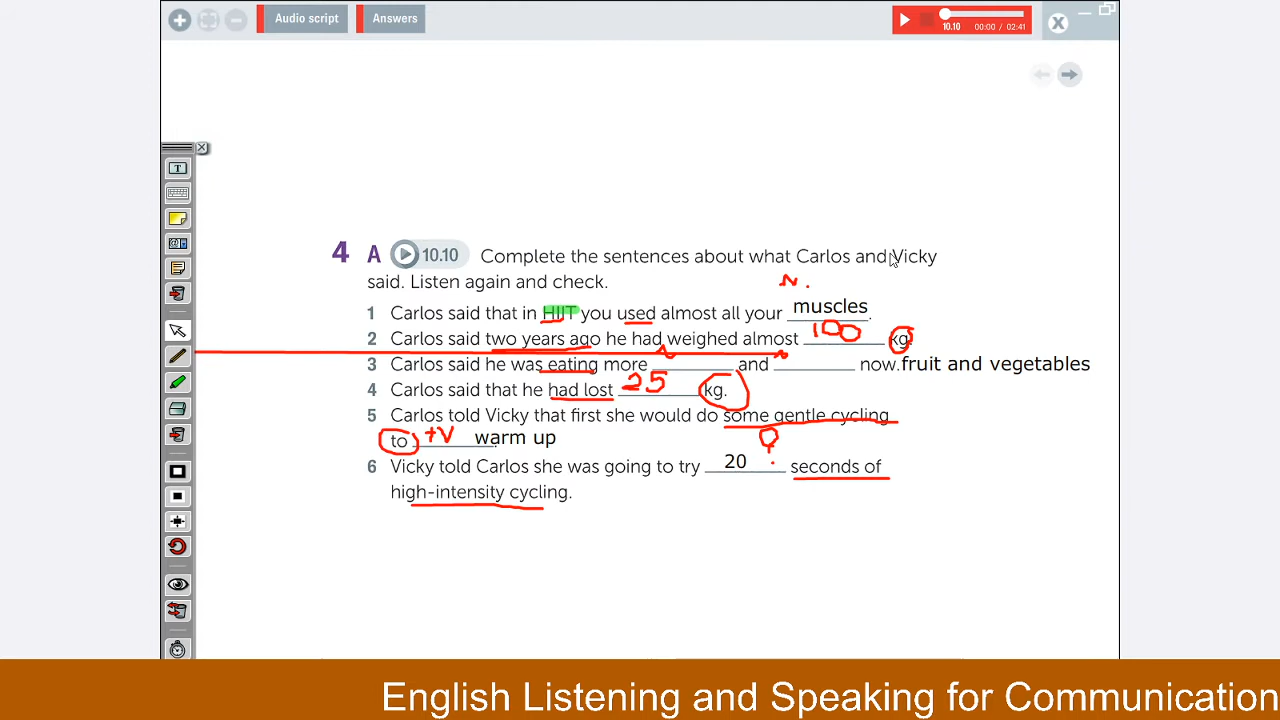 Audio script
Answers
10.10 00:00 / 02:41
X
4 A 10.10 Complete the sentences about what Carlos and Vicky
said. Listen again and check.
N.
1 Carlos said that in HIIT you used almost all your muscles.
2 Carlos said two years ago he had weighed almost 100 kg.
3 Carlos said he was eating more ________ and ________ now. fruit and vegetables
4 Carlos said that he had lost 25 kg.
5 Carlos told Vicky that first she would do some gentle cycling
to +V warm up
6 Vicky told Carlos she was going to try 20 seconds of
high-intensity cycling.
English Listening and Speaking for Communication